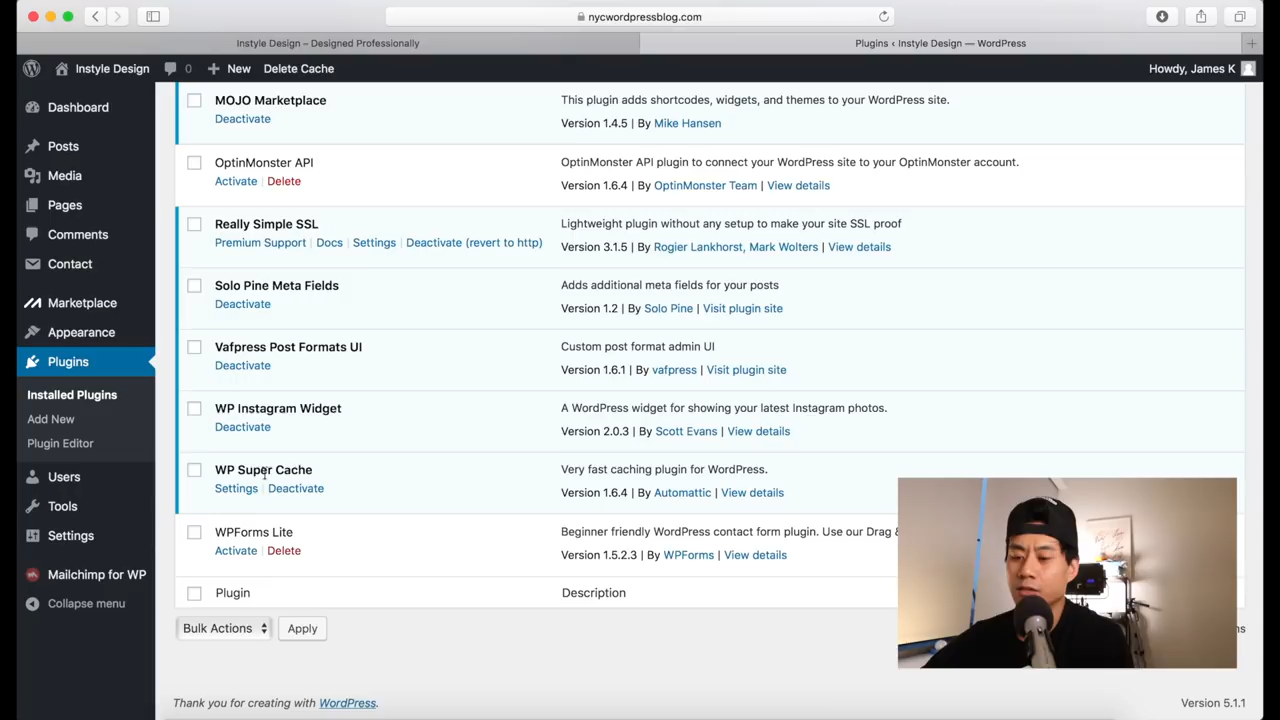 nycwordpressblog.com
Instyle Design – Designed Professionally
Plugins ‹ Instyle Design — WordPress
Instyle Design 0 New Delete Cache Howdy, James K
Dashboard
Posts
Media
Pages
Comments
Contact
Marketplace
Appearance
Plugins
Installed Plugins
Add New
Plugin Editor
Users
Tools
Settings
Mailchimp for WP
Collapse menu
MOJO Marketplace
Deactivate
This plugin adds shortcodes, widgets, and themes to your WordPress site.
Version 1.4.5 | By Mike Hansen
OptinMonster API
Activate | Delete
OptinMonster API plugin to connect your WordPress site to your OptinMonster account.
Version 1.6.4 | By OptinMonster Team | View details
Really Simple SSL
Premium Support | Docs | Settings | Deactivate (revert to http)
Lightweight plugin without any setup to make your site SSL proof
Version 3.1.5 | By Rogier Lankhorst, Mark Wolters | View details
Solo Pine Meta Fields
Deactivate
Adds additional meta fields for your posts
Version 1.2 | By Solo Pine | Visit plugin site
Vafpress Post Formats UI
Deactivate
Custom post format admin UI
Version 1.6.1 | By vafpress | Visit plugin site
WP Instagram Widget
Deactivate
A WordPress widget for showing your latest Instagram photos.
Version 2.0.3 | By Scott Evans | View details
WP Super Cache
Settings | Deactivate
Very fast caching plugin for WordPress.
Version 1.6.4 | By Automattic | View details
WPForms Lite
Activate | Delete
Beginner friendly WordPress contact form plugin. Use our Drag &
Version 1.5.2.3 | By WPForms | View details
Plugin
Description
Bulk Actions
Apply
Thank you for creating with WordPress.
Version 5.1.1